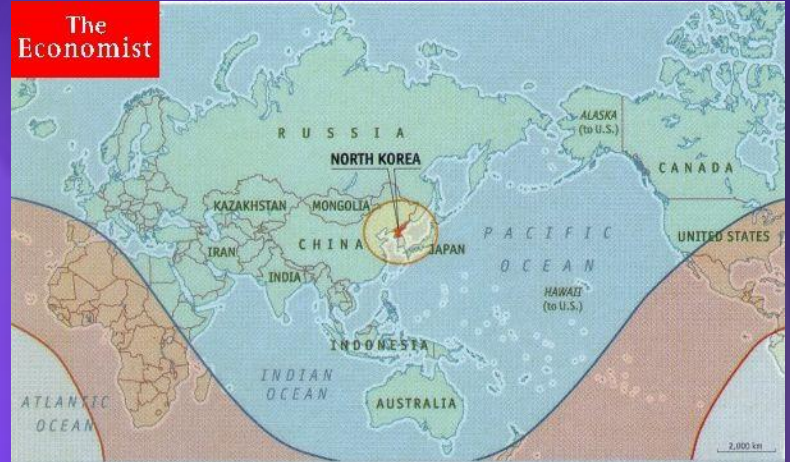 The
Economist
RUSSIA
ALASKA
(to U.S.)
NORTH KOREA
CANADA
KAZAKHSTAN
MONGOLIA
PACIFIC
OCEAN
UNITED STATES
IRAN
CHINA
JAPAN
INDIA
HAWAII
(to U.S.)
INDONESIA
INDIAN
OCEAN
ATLANTIC
OCEAN
AUSTRALIA
2,000 km